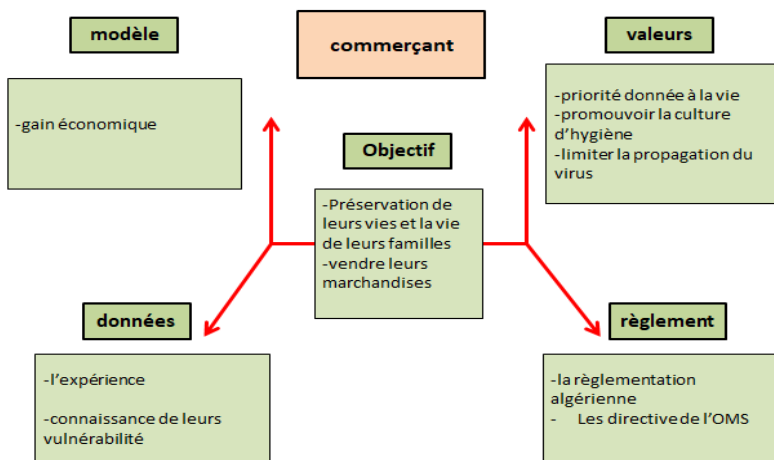 modèle
commerçant
valeurs
-gain économique
-priorité donnée à la vie
-promouvoir la culture
d'hygiène
-limiter la propagation du
virus
Objectif
-Préservation de
leurs vies et la vie
de leurs familles
-vendre leurs
marchandises
données
règlement
-l'expérience
-connaissance de leurs
vulnérabilité
-la règlementation
algérienne
- Les directive de l'OMS